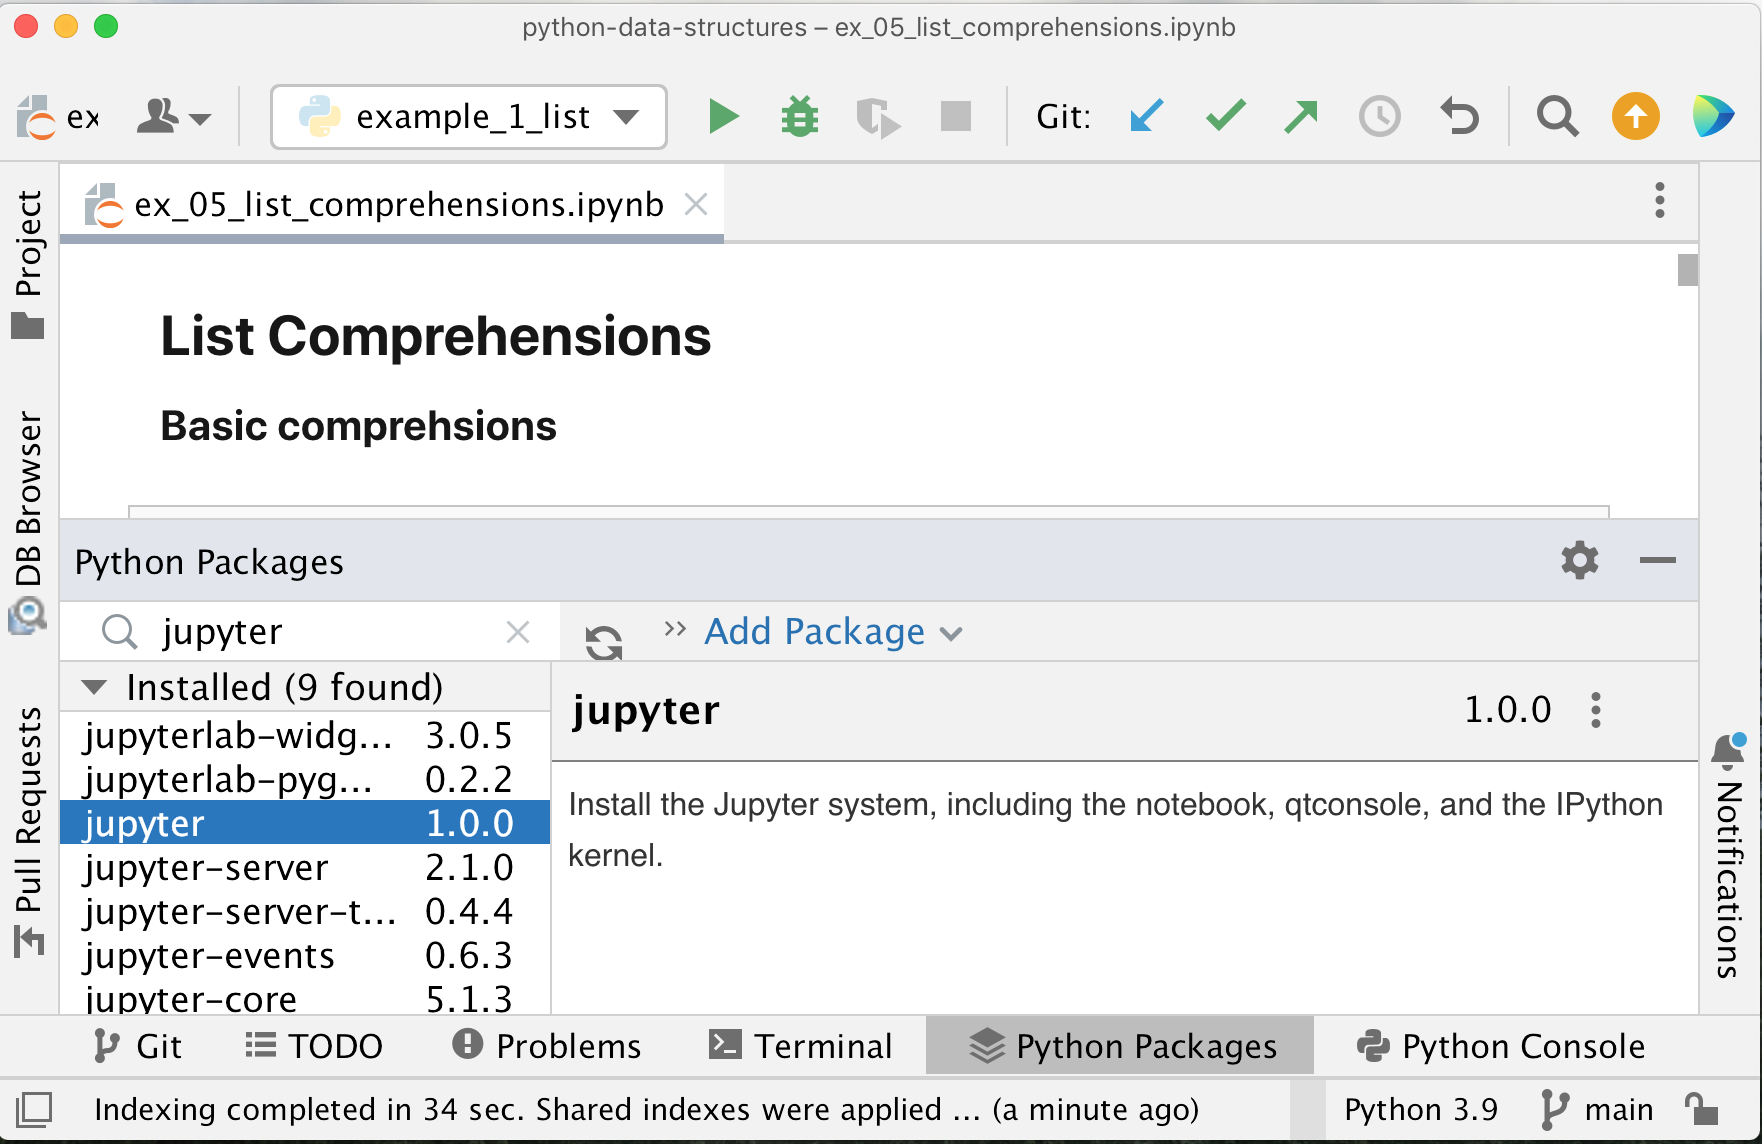 python-data-structures – ex_05_list_comprehensions.ipynb
ex
example_1_list
Git:
ex_05_list_comprehensions.ipynb
Project
DB Browser
Pull Requests
List Comprehensions
Basic comprehsions
Python Packages
jupyter
Add Package
Installed (9 found)
jupyterlab-widg... 3.0.5
jupyterlab-pyg... 0.2.2
jupyter 1.0.0
jupyter-server 2.1.0
jupyter-server-t... 0.4.4
jupyter-events 0.6.3
jupyter-core 5.1.3
jupyter 1.0.0
Install the Jupyter system, including the notebook, qtconsole, and the IPython
kernel.
Notifications
Git TODO Problems Terminal Python Packages Python Console
Indexing completed in 34 sec. Shared indexes were applied ... (a minute ago) Python 3.9 main